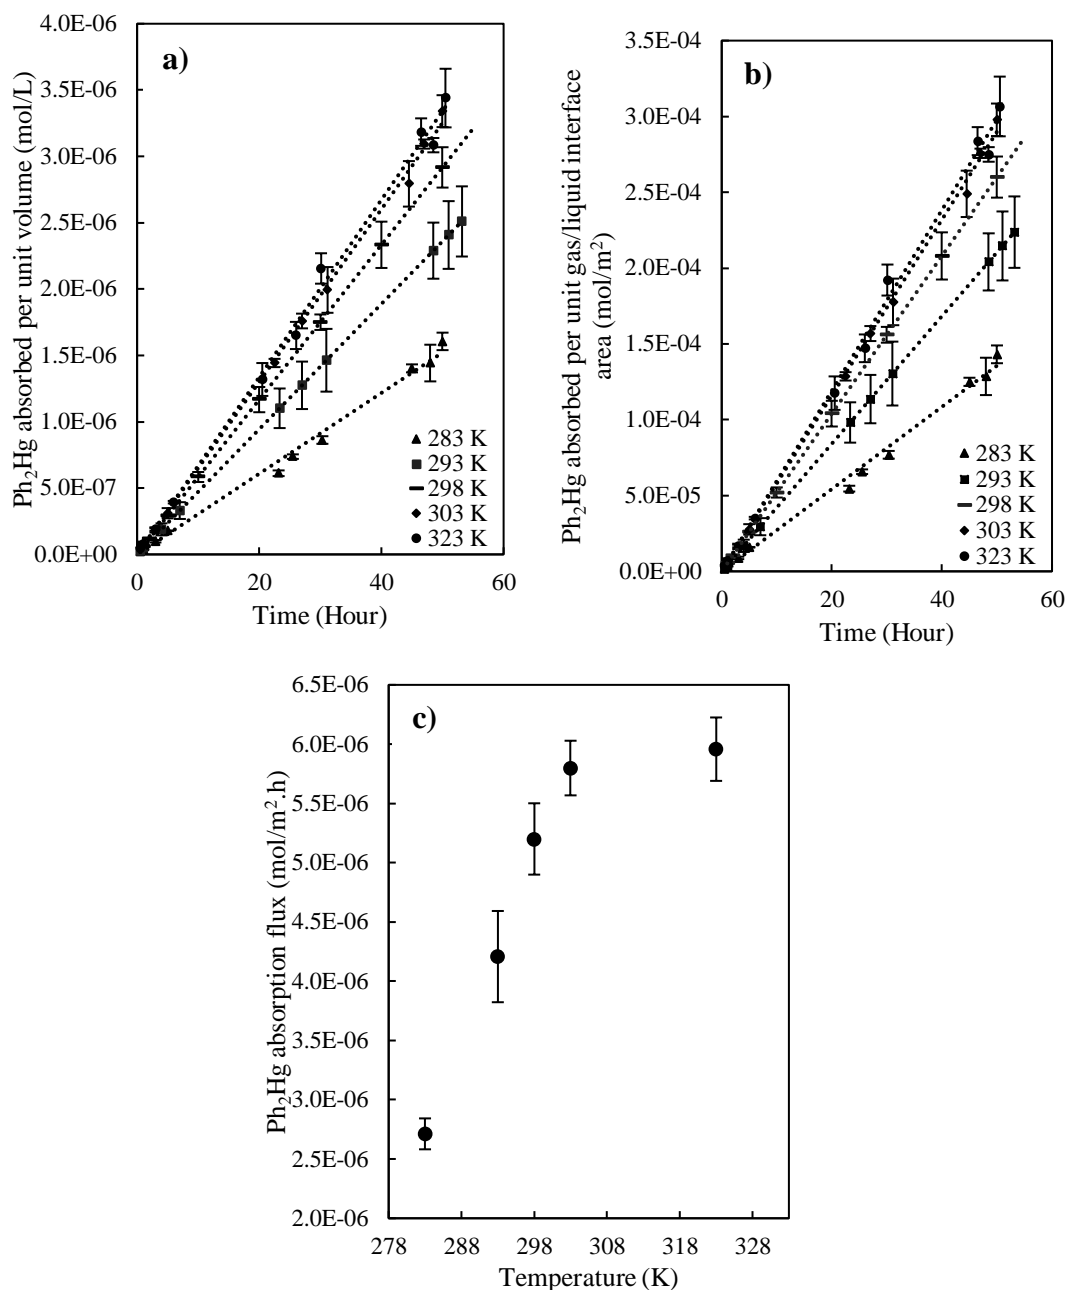 a)
Ph₂Hg absorbed per unit volume (mol/L)
4.0E-06
3.5E-06
3.0E-06
2.5E-06
2.0E-06
1.5E-06
1.0E-06
5.0E-07
0.0E+00
283 K
293 K
298 K
303 K
323 K
0 20 40 60
Time (Hour)
b)
Ph₂Hg absorbed per unit gas/liquid interface
area (mol/m²)
3.5E-04
3.0E-04
2.5E-04
2.0E-04
1.5E-04
1.0E-04
5.0E-05
0.0E+00
283 K
293 K
298 K
303 K
323 K
0 20 40 60
Time (Hour)
c)
Ph₂Hg absorption flux (mol/m².h)
6.5E-06
6.0E-06
5.5E-06
5.0E-06
4.5E-06
4.0E-06
3.5E-06
3.0E-06
2.5E-06
2.0E-06
278 288 298 308 318 328
Temperature (K)